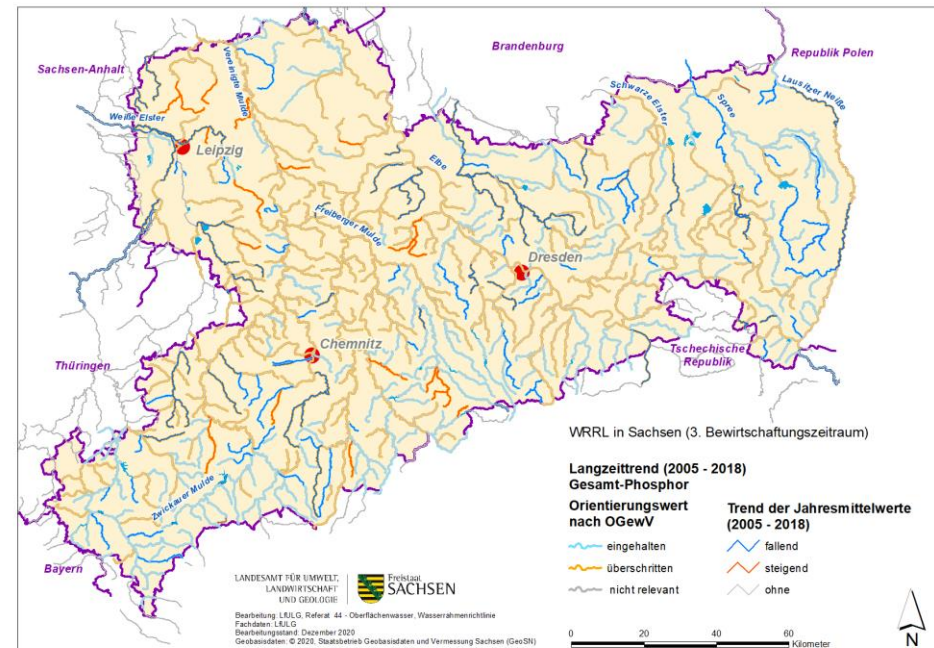 Brandenburg
Republik Polen
Sachsen-Anhalt
Vereinigte Mulde
Schwarze Elster
Spree
Lausitzer Neiße
Weiße Elster
Leipzig
Elbe
Freiberger Mulde
Dresden
Chemnitz
Tschechische
Republik
Thüringen
Zwickauer Mulde
Bayern
WRRL in Sachsen (3. Bewirtschaftungszeitraum)
Langzeittrend (2005 - 2018)
Gesamt-Phosphor
Orientierungswert
nach OGewV
eingehalten
überschritten
nicht relevant
Trend der Jahresmittelwerte
(2005 - 2018)
fallend
steigend
ohne
LANDESAMT FÜR UMWELT,
LANDWIRTSCHAFT
UND GEOLOGIE
Freistaat
SACHSEN
Bearbeitung: LfULG, Referat 44 - Oberflächenwasser, Wasserrahmenrichtlinie
Fachdaten: LfULG
Bearbeitungsstand: Dezember 2020
Geobasisdaten: © 2020, Staatsbetrieb Geobasisdaten und Vermessung Sachsen (GeoSN)
0 20 40 60
Kilometer
N